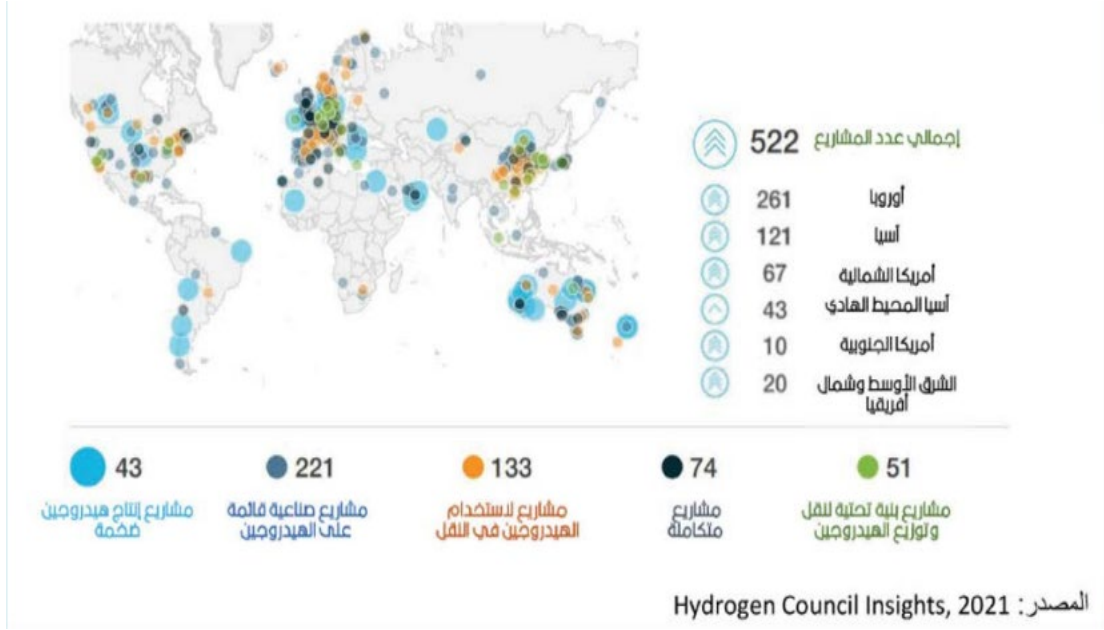 522 إجمالي عدد المشاريع
261 أوروبا
121 آسيا
67 أمريكا الشمالية
43 أسيا المحيط الهادي
10 أمريكا الجنوبية
20 الشرق الأوسط وشمال
أفريقيا
43
مشاريع إنتاج هيدروجين
ضخمة
221
مشاريع صناعية قائمة
على الهيدروجين
133
مشاريع لاستخدام
الهيدروجين في النقل
74
مشاريع
متكاملة
51
مشاريع بنية تحتية لنقل
وتوزيع الهيدروجين
المصدر: Hydrogen Council Insights, 2021